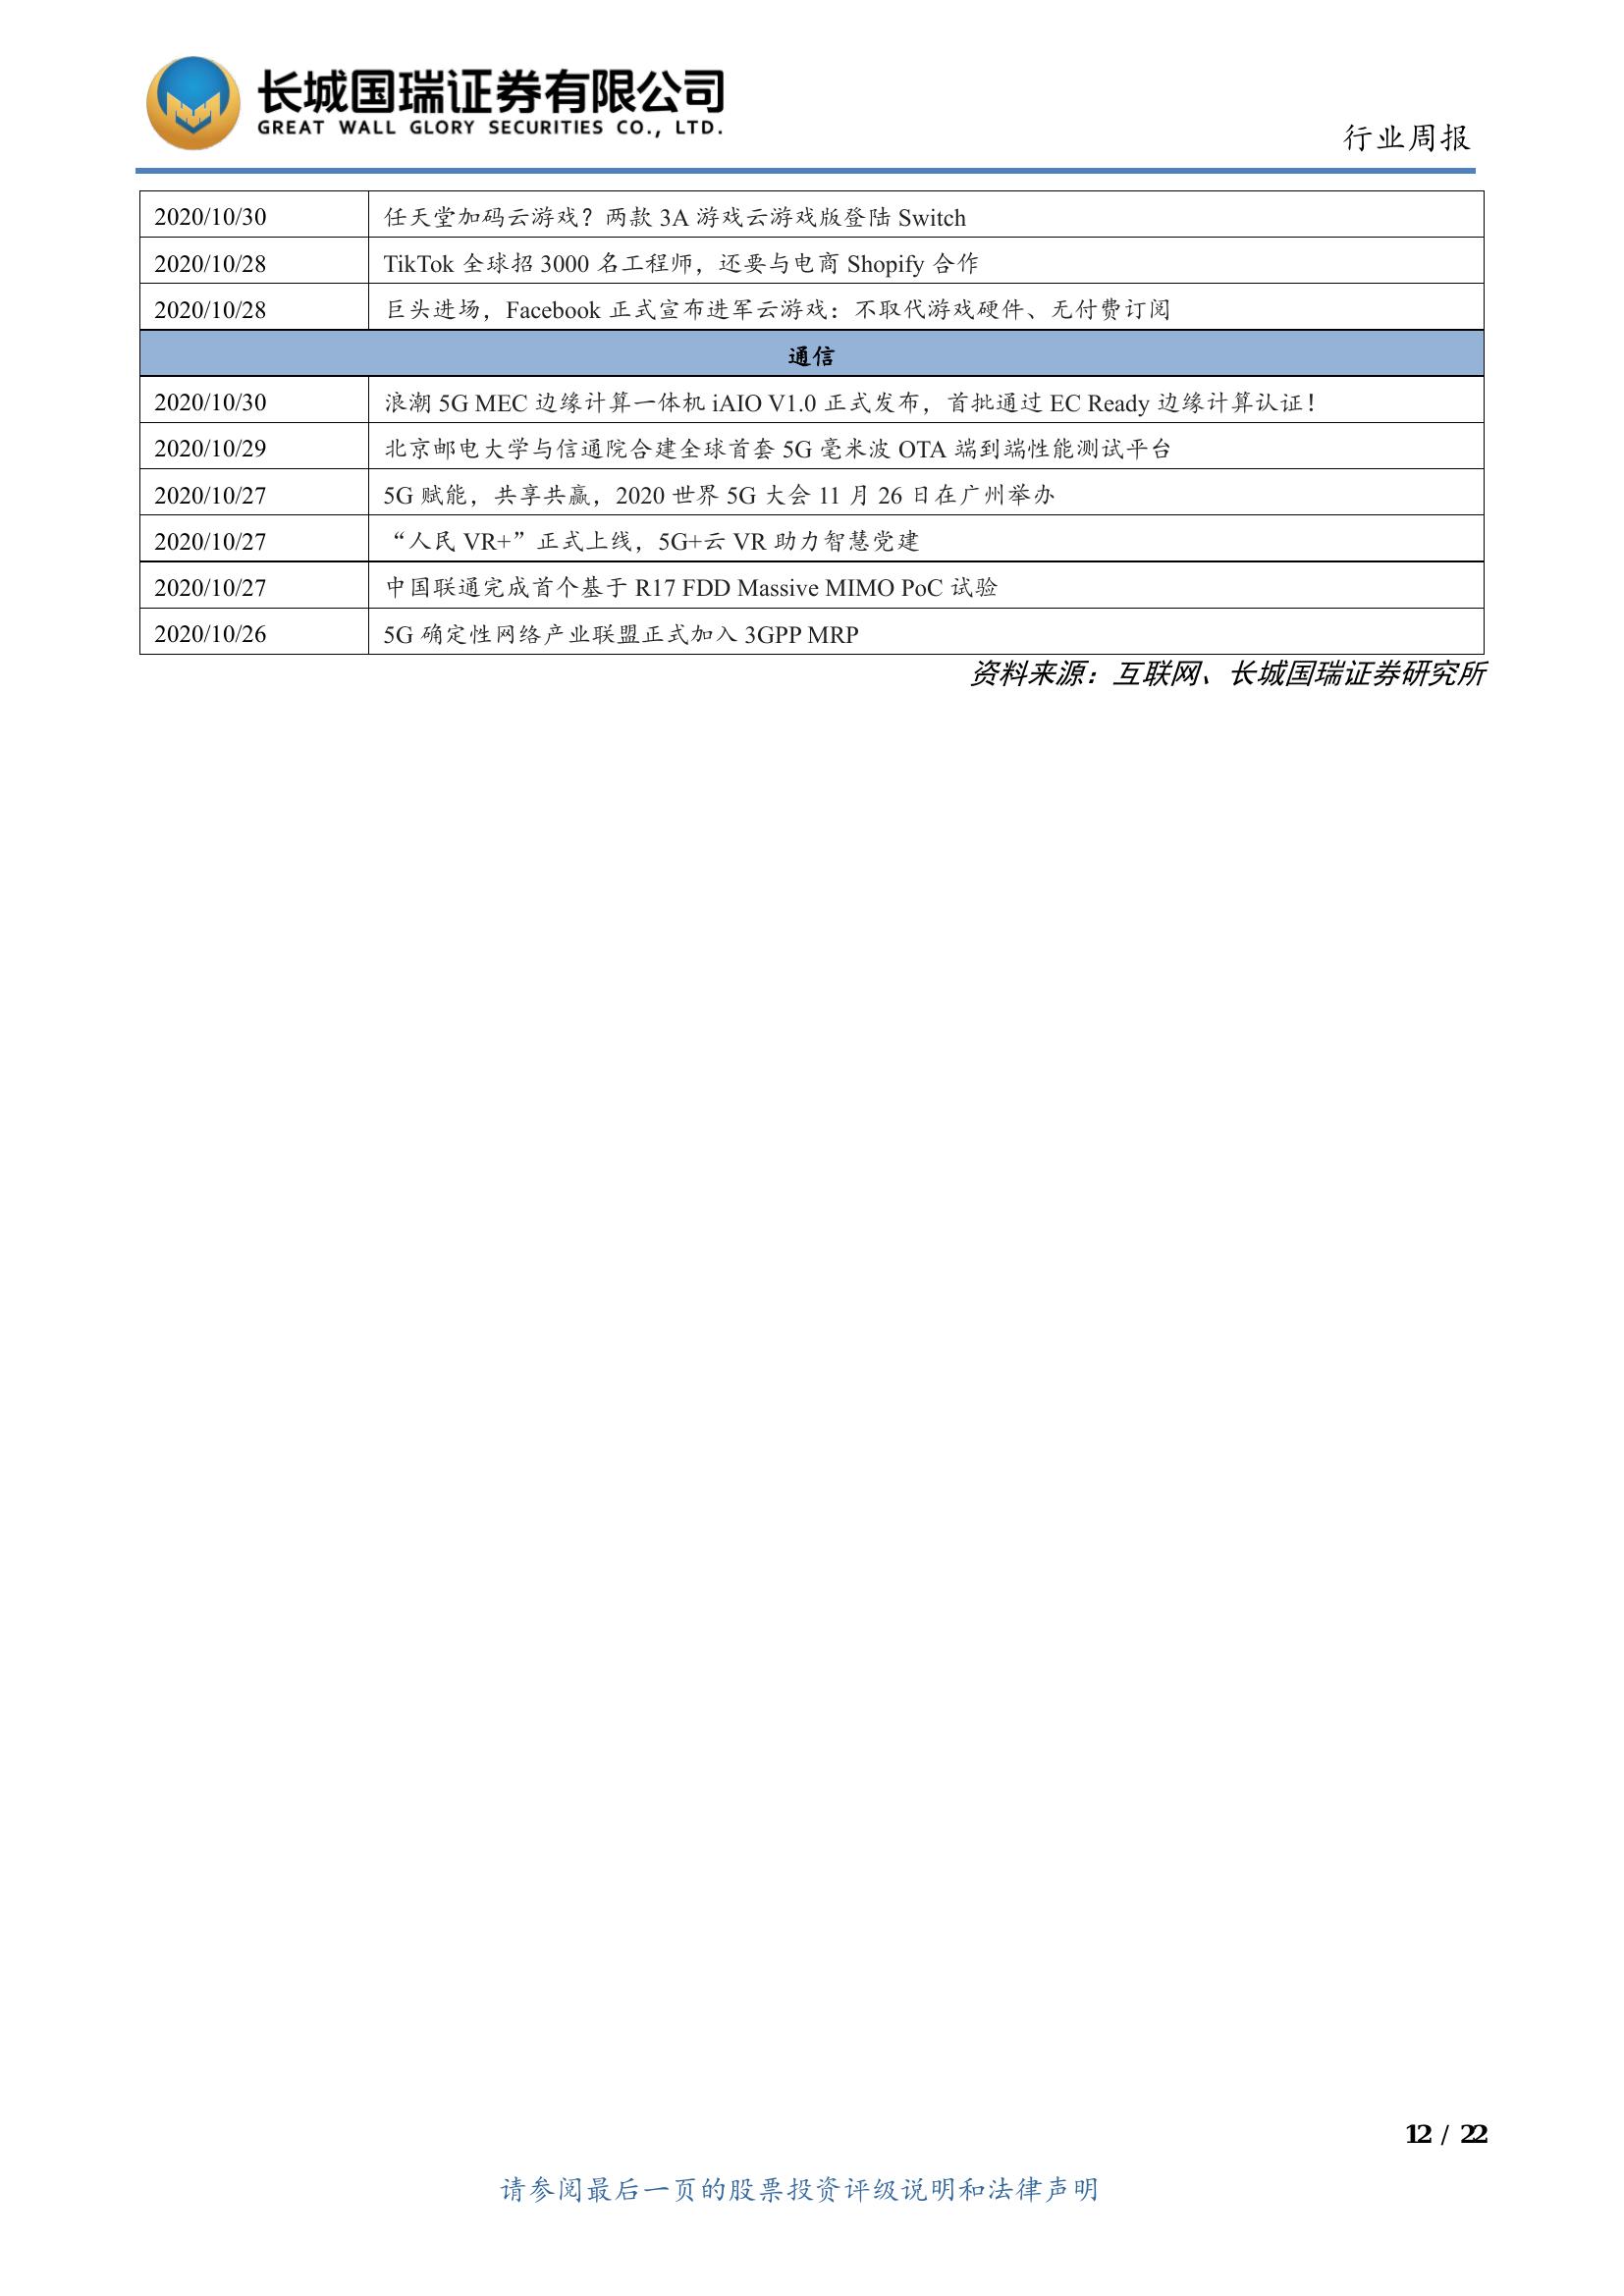 长城国瑞证券有限公司
GREAT WALL GLORY SECURITIES CO., LTD.
行业周报
2020/10/30 任天堂加码云游戏？两款 3A 游戏云游戏版登陆 Switch
2020/10/28 TikTok 全球招 3000 名工程师，还要与电商 Shopify 合作
2020/10/28 巨头进场，Facebook 正式宣布进军云游戏：不取代游戏硬件、无付费订阅
通信
2020/10/30 浪潮 5G MEC 边缘计算一体机 iAIO V1.0 正式发布，首批通过 EC Ready 边缘计算认证！
2020/10/29 北京邮电大学与信通院合建全球首套 5G 毫米波 OTA 端到端性能测试平台
2020/10/27 5G 赋能，共享共赢，2020 世界 5G 大会 11 月 26 日在广州举办
2020/10/27 “人民 VR+”正式上线，5G+云 VR 助力智慧党建
2020/10/27 中国联通完成首个基于 R17 FDD Massive MIMO PoC 试验
2020/10/26 5G 确定性网络产业联盟正式加入 3GPP MRP
资料来源：互联网、长城国瑞证券研究所
12 / 22
请参阅最后一页的股票投资评级说明和法律声明